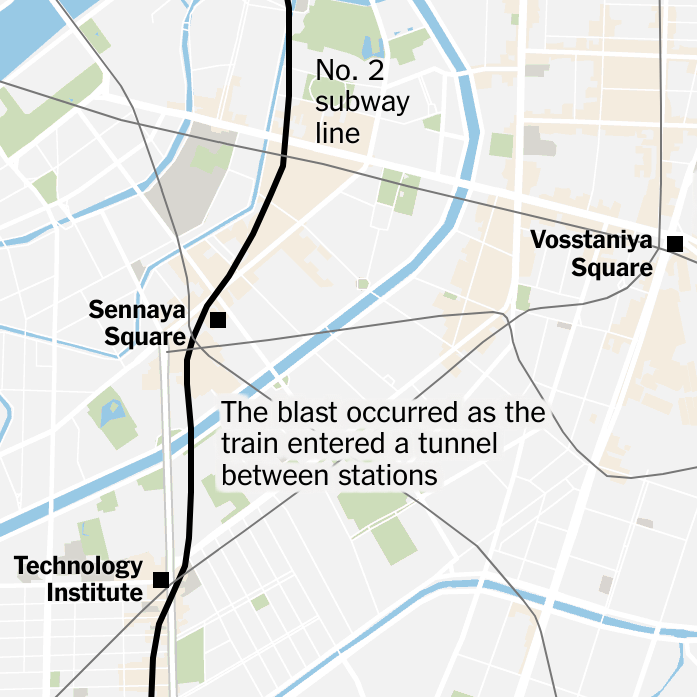 No. 2
subway
line
Vosstaniya
Square
Sennaya
Square
The blast occurred as the
train entered a tunnel
between stations
Technology
Institute